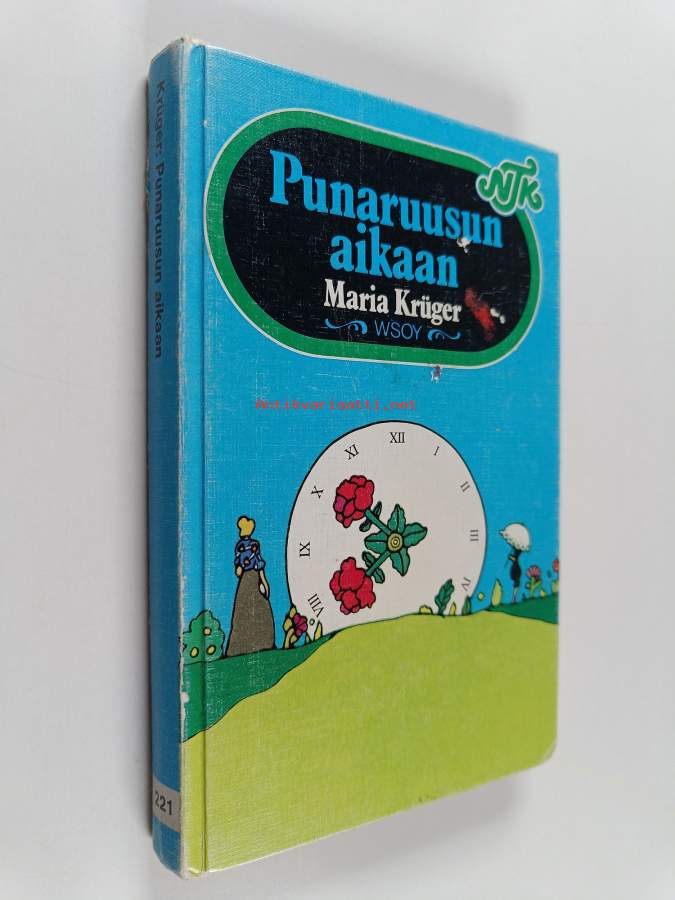 NJK
Punaruusun
aikaan
Maria Krüger
WSOY
Antikvariaatti.net
XII
XI
I
X
II
IX
III
VIII
IV
Krüger: Punaruusun aikaan
221